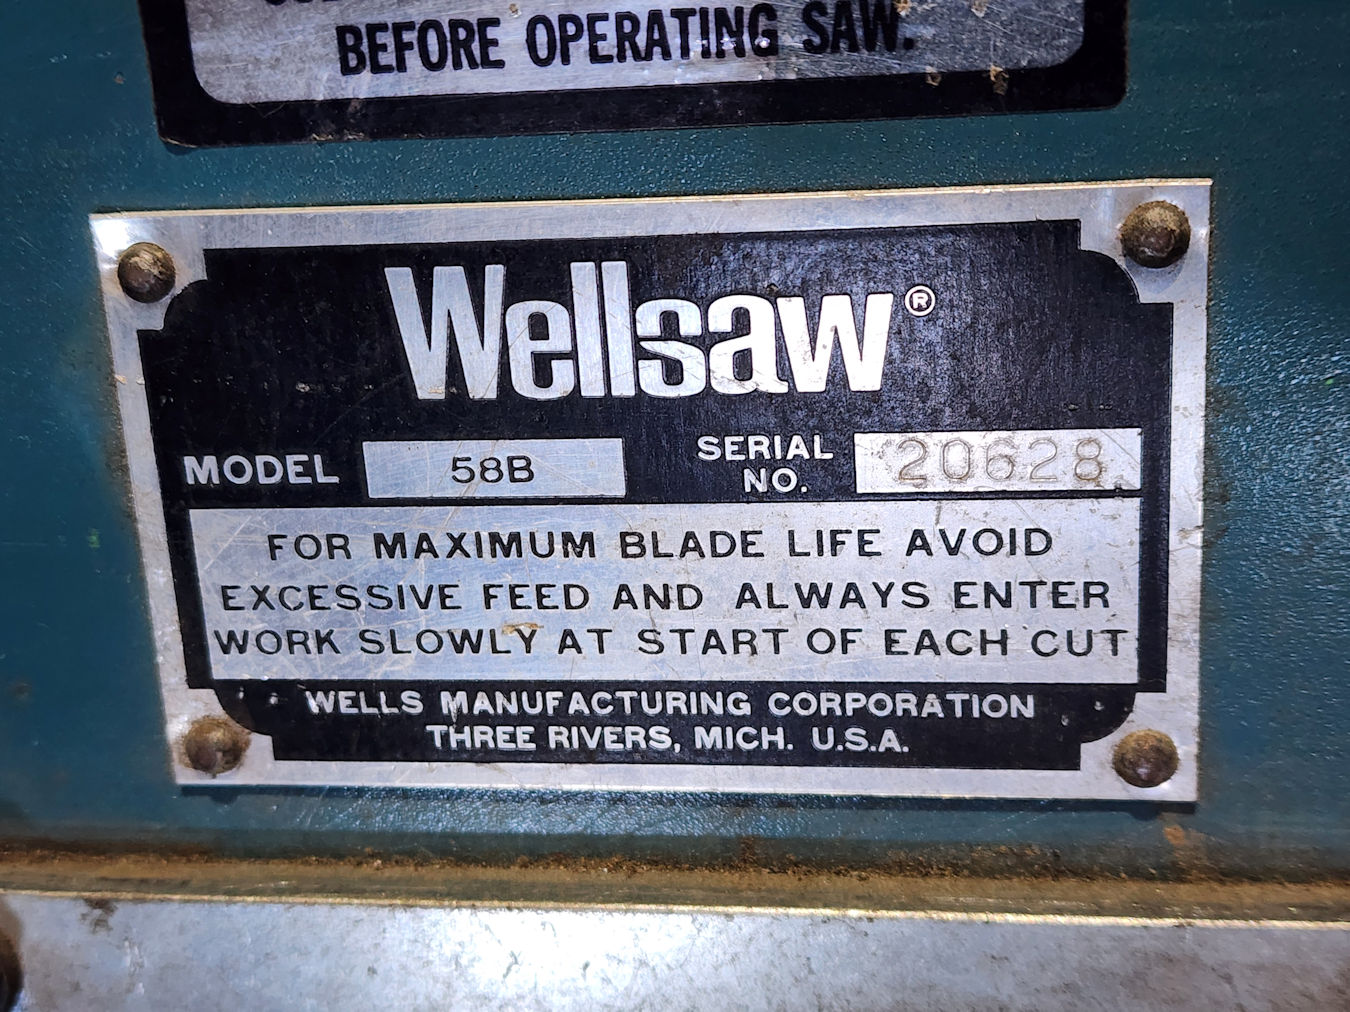 BEFORE OPERATING SAW.
Wellsaw®
MODEL 58B SERIAL NO. 20628
FOR MAXIMUM BLADE LIFE AVOID
EXCESSIVE FEED AND ALWAYS ENTER
WORK SLOWLY AT START OF EACH CUT
WELLS MANUFACTURING CORPORATION
THREE RIVERS, MICH. U.S.A.